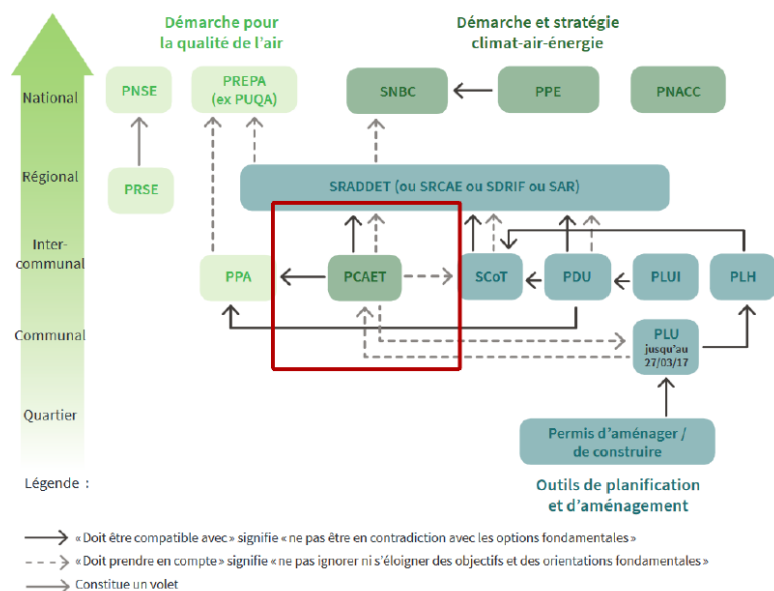 Démarche pour
la qualité de l'air
Démarche et stratégie
climat-air-énergie
National
PNSE
PREPA
(ex PUQA)
SNBC
PPE
PNACC
Régional
PRSE
SRADDET (ou SRCAE ou SDRIF ou SAR)
Inter-
communal
PPA
PCAET
SCoT
PDU
PLUI
PLH
Communal
PLU
jusqu'au
27/03/17
Quartier
Permis d'aménager /
de construire
Légende :
Outils de planification
et d'aménagement
« Doit être compatible avec » signifie « ne pas être en contradiction avec les options fondamentales »
« Doit prendre en compte » signifie « ne pas ignorer ni s'éloigner des objectifs et des orientations fondamentales »
Constitue un volet